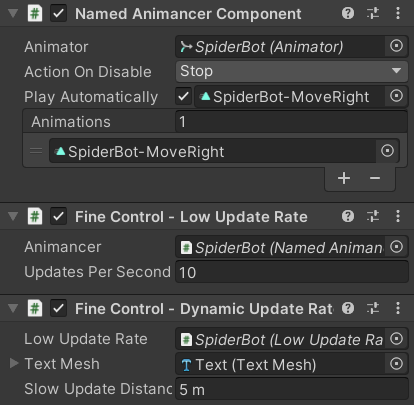 Named Animancer Component
Animator SpiderBot (Animator)
Action On Disable Stop
Play Automatically SpiderBot-MoveRight
Animations 1
SpiderBot-MoveRight
Fine Control - Low Update Rate
Animancer SpiderBot (Named Animan
Updates Per Second 10
Fine Control - Dynamic Update Rat
Low Update Rate SpiderBot (Low Update Ra
Text Mesh Text (Text Mesh)
Slow Update Distanc 5 m